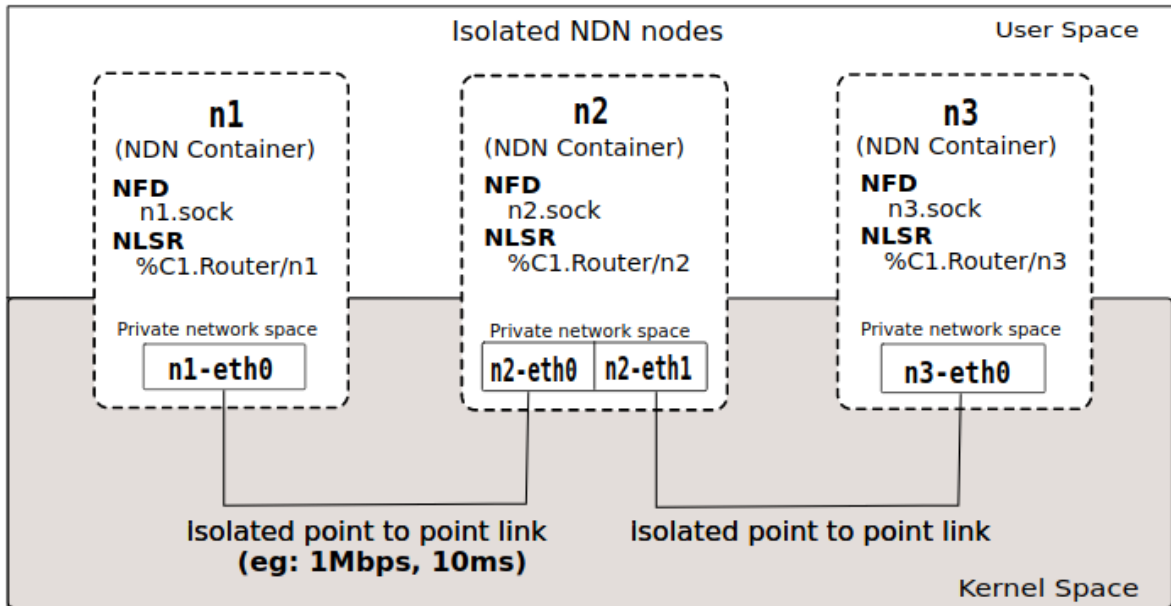 Isolated NDN nodes
User Space
n1
(NDN Container)
NFD
n1.sock
NLSR
%C1.Router/n1
Private network space
n1-eth0
n2
(NDN Container)
NFD
n2.sock
NLSR
%C1.Router/n2
Private network space
n2-eth0
n2-eth1
n3
(NDN Container)
NFD
n3.sock
NLSR
%C1.Router/n3
Private network space
n3-eth0
Isolated point to point link
(eg: 1Mbps, 10ms)
Isolated point to point link
Kernel Space